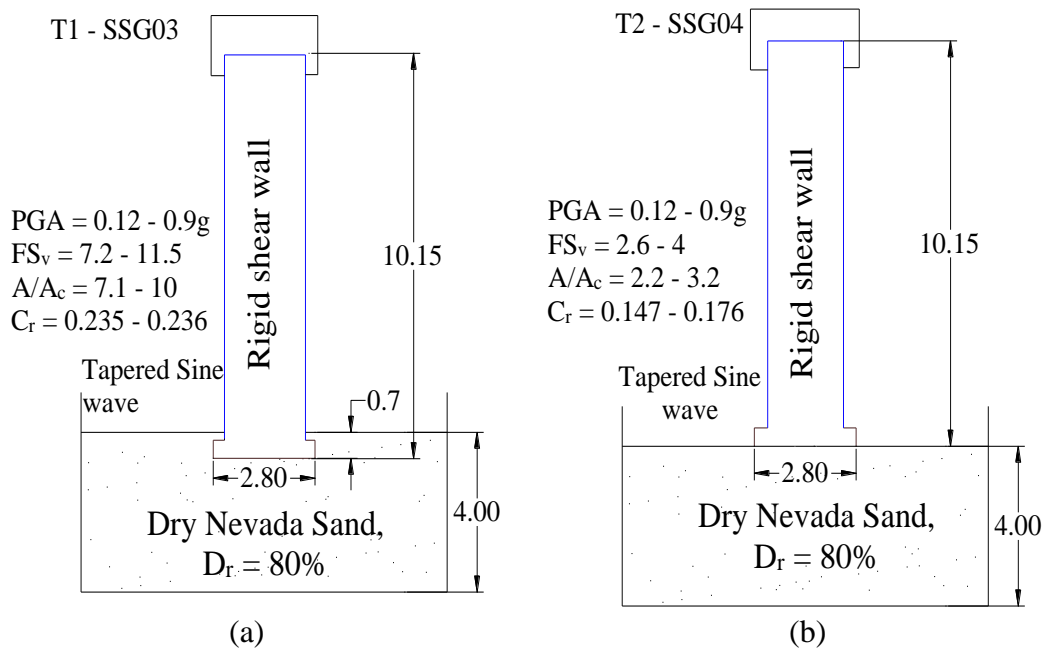 T1 - SSG03
PGA = 0.12 - 0.9g
FSv = 7.2 - 11.5
A/Ac = 7.1 - 10
Cr = 0.235 - 0.236
Rigid shear wall
10.15
Tapered Sine
wave
0.7
2.80
4.00
Dry Nevada Sand,
Dr = 80%
(a)
T2 - SSG04
PGA = 0.12 - 0.9g
FSv = 2.6 - 4
A/Ac = 2.2 - 3.2
Cr = 0.147 - 0.176
Rigid shear wall
10.15
Tapered Sine
wave
2.80
4.00
Dry Nevada Sand,
Dr = 80%
(b)